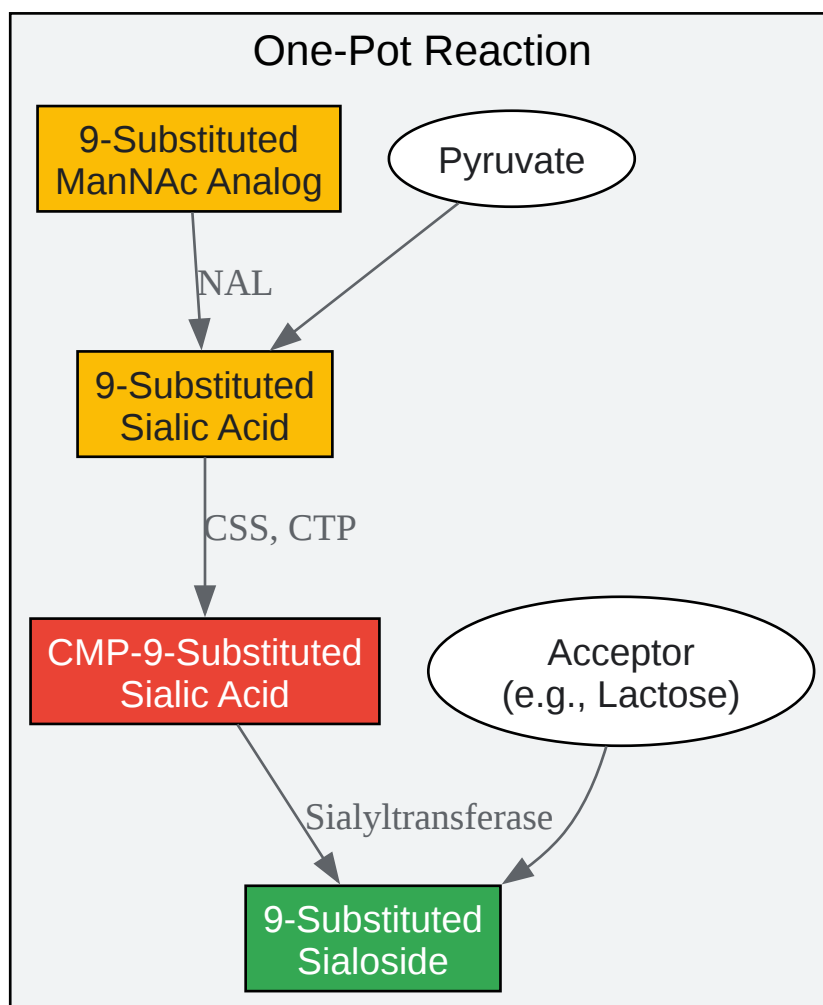 One-Pot Reaction
9-Substituted
ManNAc Analog
Pyruvate
NAL
9-Substituted
Sialic Acid
CSS, CTP
CMP-9-Substituted
Sialic Acid
Acceptor
(e.g., Lactose)
Sialyltransferase
9-Substituted
Sialoside